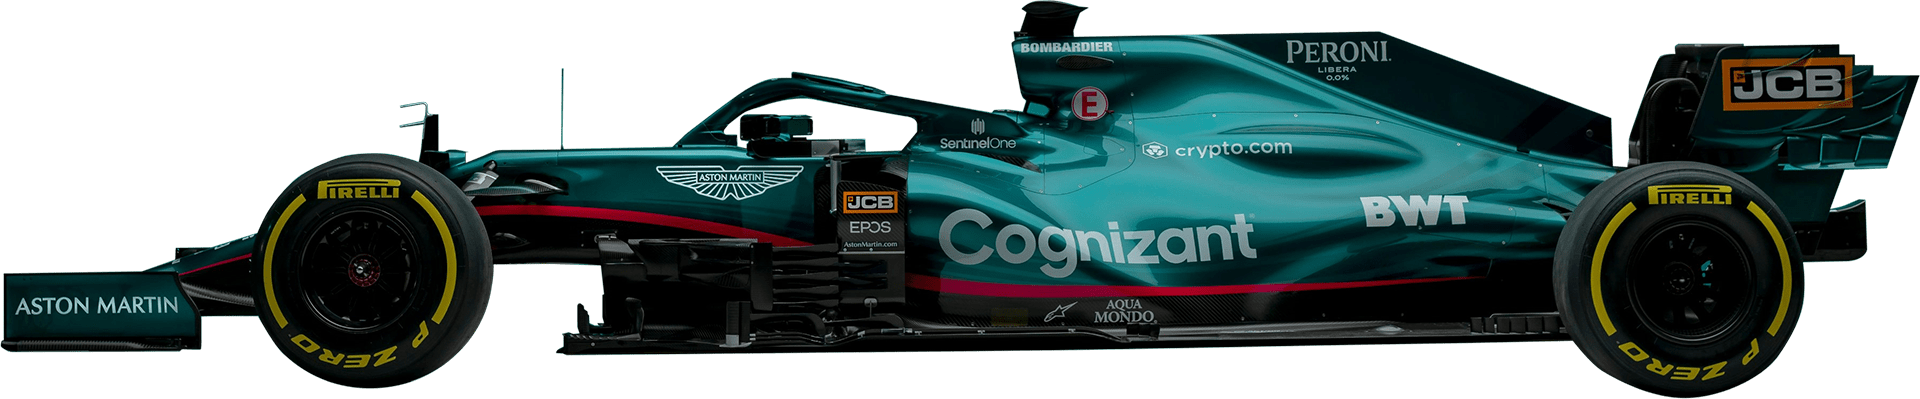 BOMBARDIER
PERONI
LIBERA
0.0%
JCB
E
SentinelOne
crypto.com
ASTON MARTIN
PIRELLI
PIRELLI
JCB
EPOS
AstonMartin.com
BWT
Cognizant
ASTON MARTIN
AQUA
MONDO
P ZERO
P ZERO